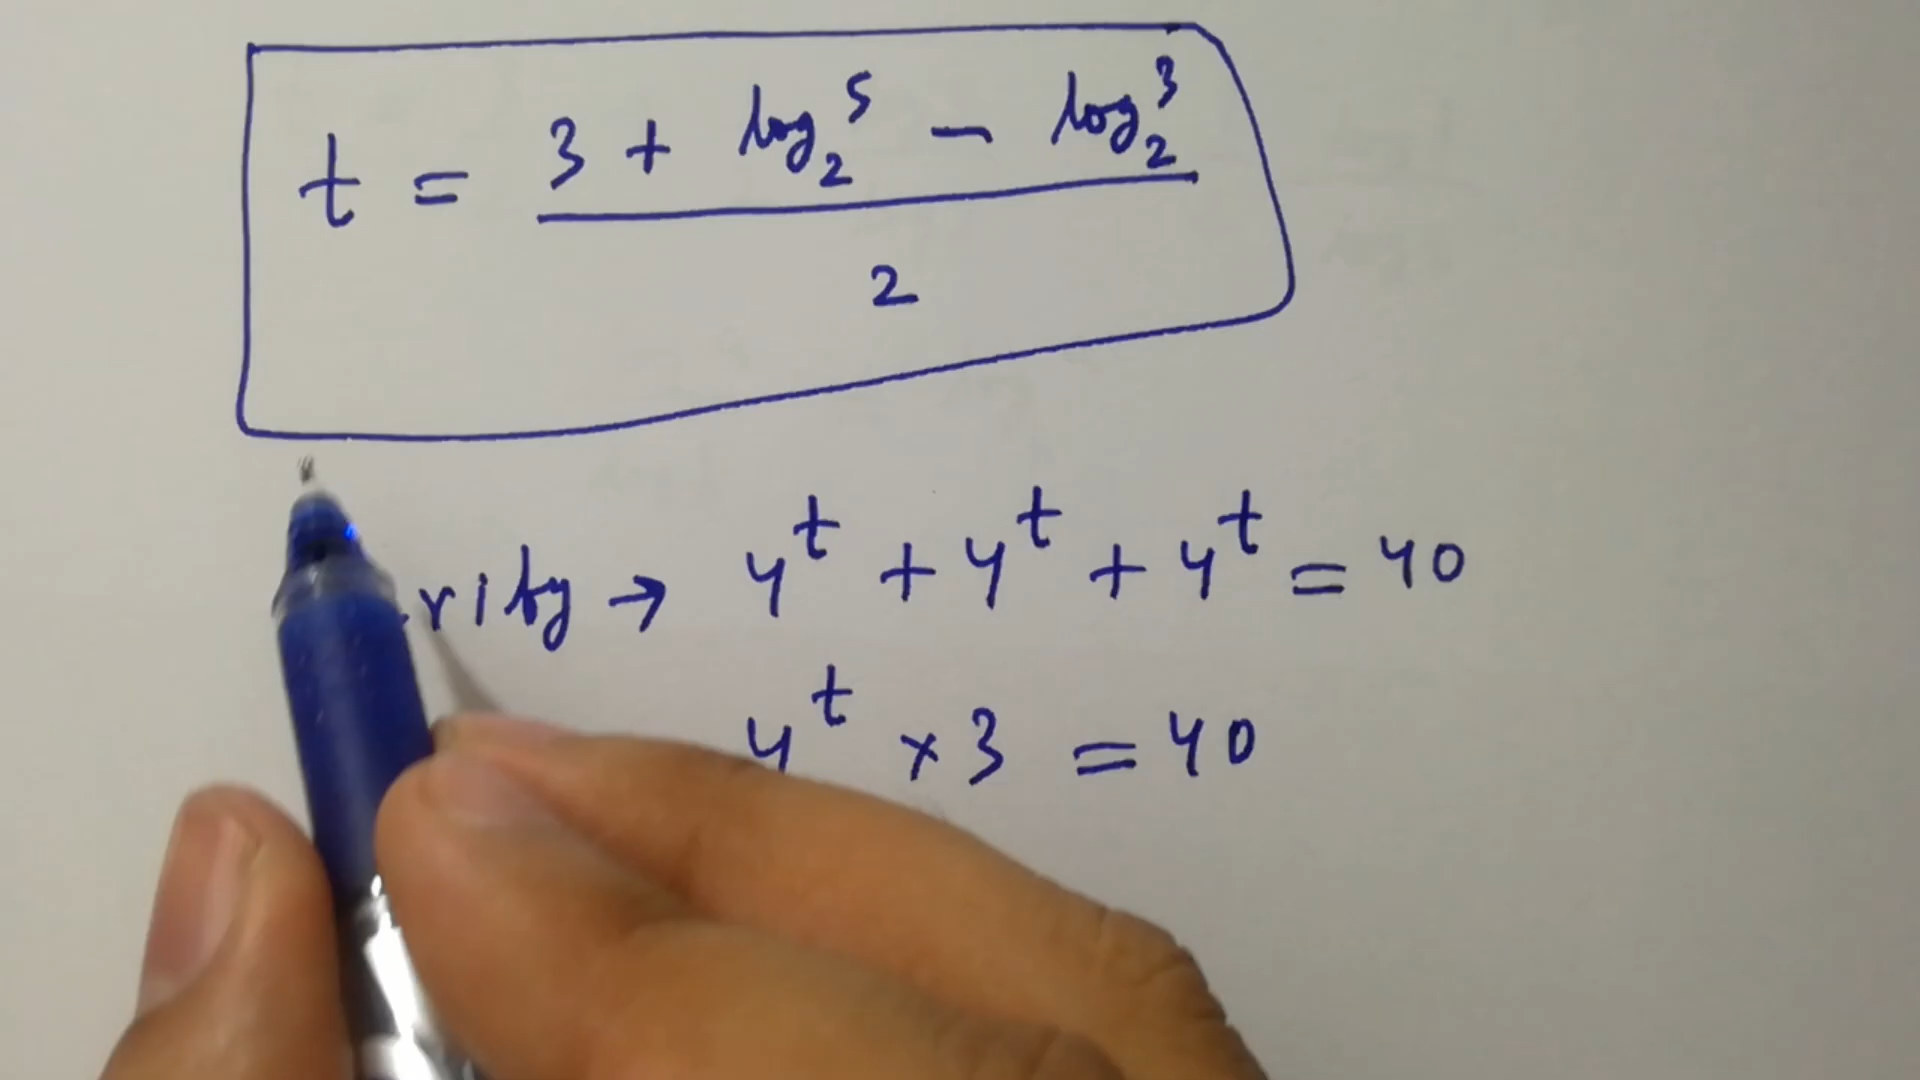 t = 3 + log₂⁵ − log₂³
2
rify → 4ᵗ + 4ᵗ + 4ᵗ = 40
4ᵗ × 3 = 40